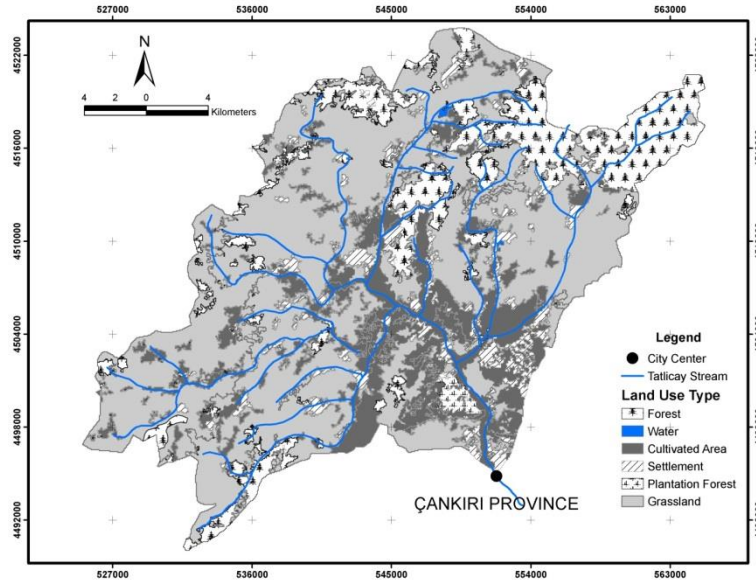 527000 536000 545000 554000 563000
N
4 2 0 4
Kilometers
4522000
4516000
4510000
4504000
4498000
4492000
Legend
City Center
Tatlicay Stream
Land Use Type
Forest
Water
Cultivated Area
Settlement
Plantation Forest
Grassland
ÇANKIRI PROVINCE
527000 536000 545000 554000 563000